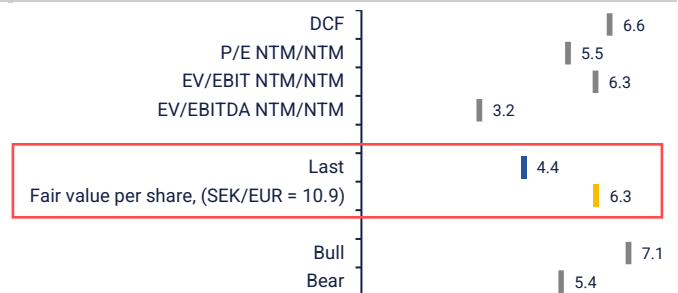 DCF 6.6
P/E NTM/NTM 5.5
EV/EBIT NTM/NTM 6.3
EV/EBITDA NTM/NTM 3.2
Last 4.4
Fair value per share, (SEK/EUR = 10.9) 6.3
Bull 7.1
Bear 5.4